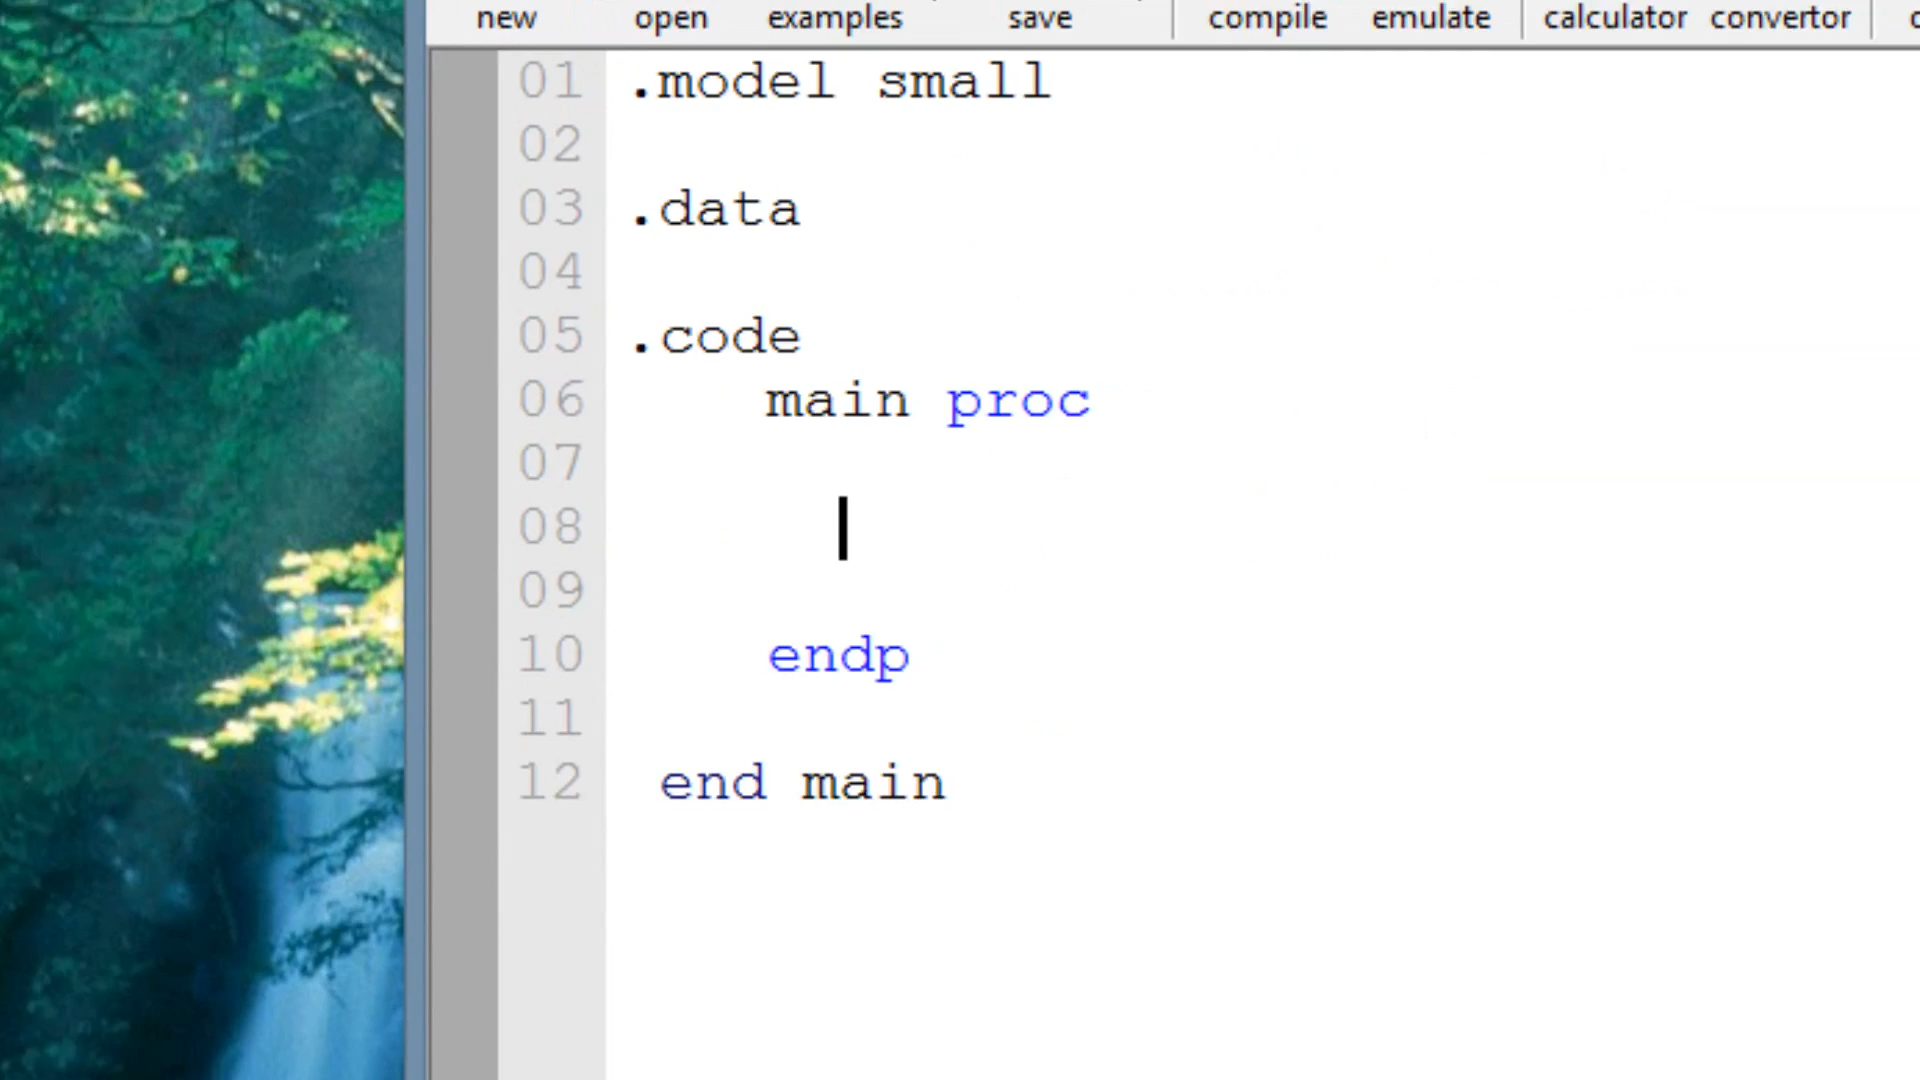 new open examples save compile emulate calculator convertor
01 .model small
02
03 .data
04
05 .code
06 main proc
07
08
09
10 endp
11
12 end main